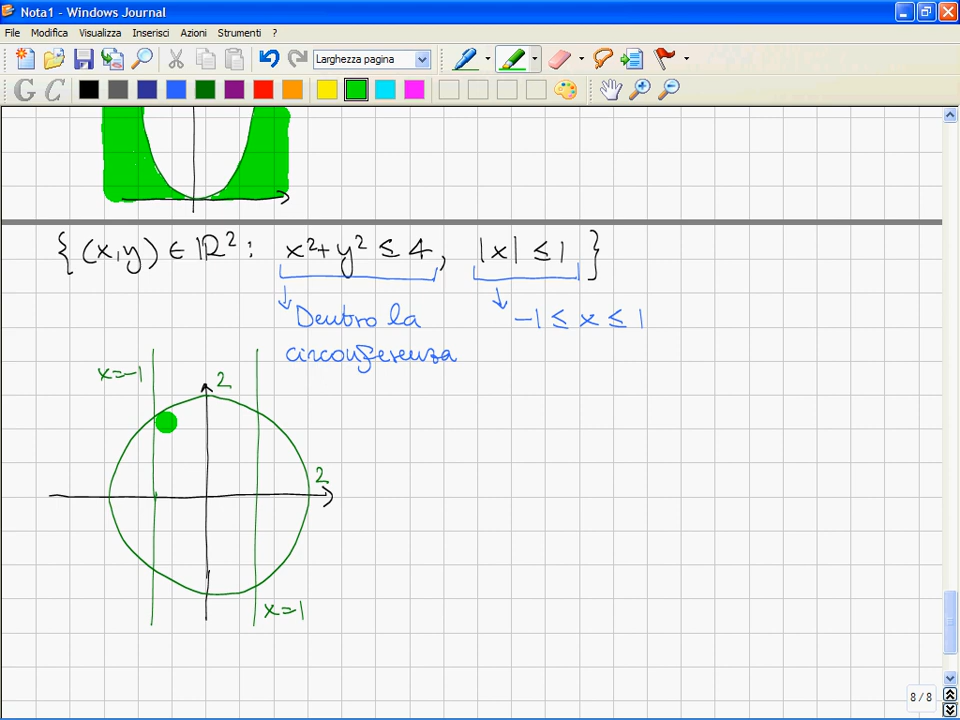 Nota1 - Windows Journal
File Modifica Visualizza Inserisci Azioni Strumenti ?
Larghezza pagina
G C
{(x,y) ∈ ℝ²: x²+y² ≤ 4, |x| ≤ 1}
Dentro la
circonferenza
-1 ≤ x ≤ 1
x=-1
2
2
x=1
8 / 8